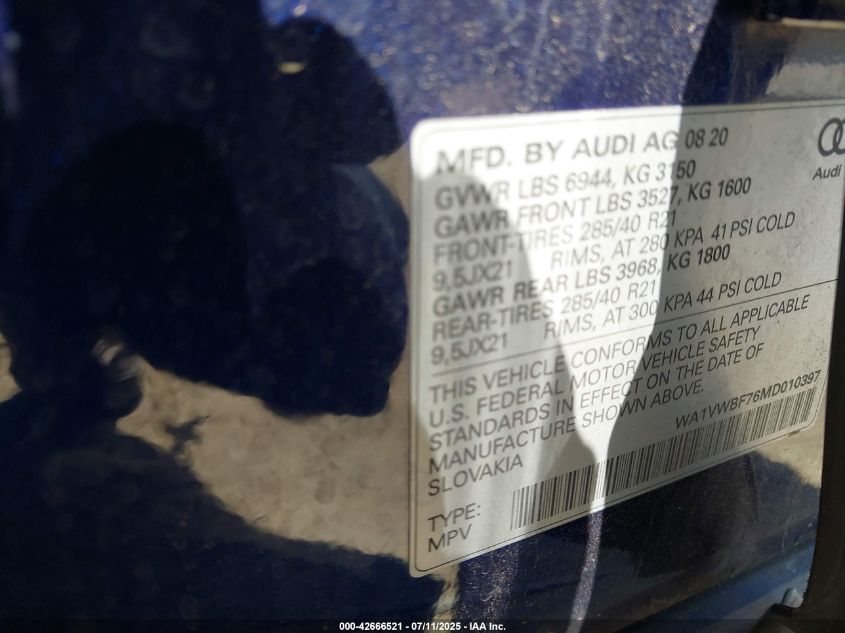 MFD. BY AUDI AG 08 20
Audi
GVWR LBS 6944, KG 3150
GAWR FRONT LBS 3527, KG 1600
FRONT-TIRES 285/40 R21
9,5JX21 RIMS, AT 280 KPA 41 PSI COLD
GAWR REAR LBS 3968, KG 1800
REAR-TIRES 285/40 R21
9,5JX21 RIMS, AT 300 KPA 44 PSI COLD
THIS VEHICLE CONFORMS TO ALL APPLICABLE
U.S. FEDERAL MOTOR VEHICLE SAFETY
STANDARDS IN EFFECT ON THE DATE OF
MANUFACTURE SHOWN ABOVE.
SLOVAKIA
WA1VWBF76MD010397
TYPE:
MPV
000-42666521 - 07/11/2025 - IAA Inc.